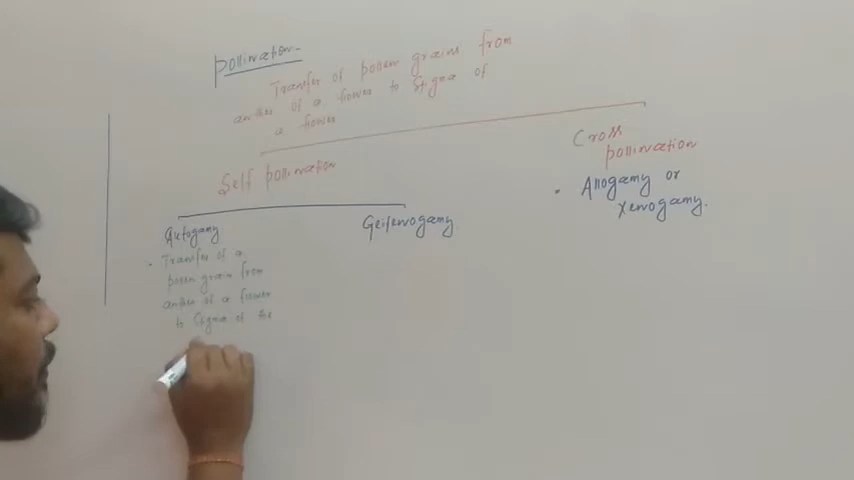 Pollination-
Transfer of pollen grains from
anther of a flower to Stigma of
a flower
Self pollination
Cross
pollination
• Allogamy or
Xenogamy.
Autogamy
Geitenogamy
• Transfer of a
pollen grain from
anther of a flower
to Stigma of the